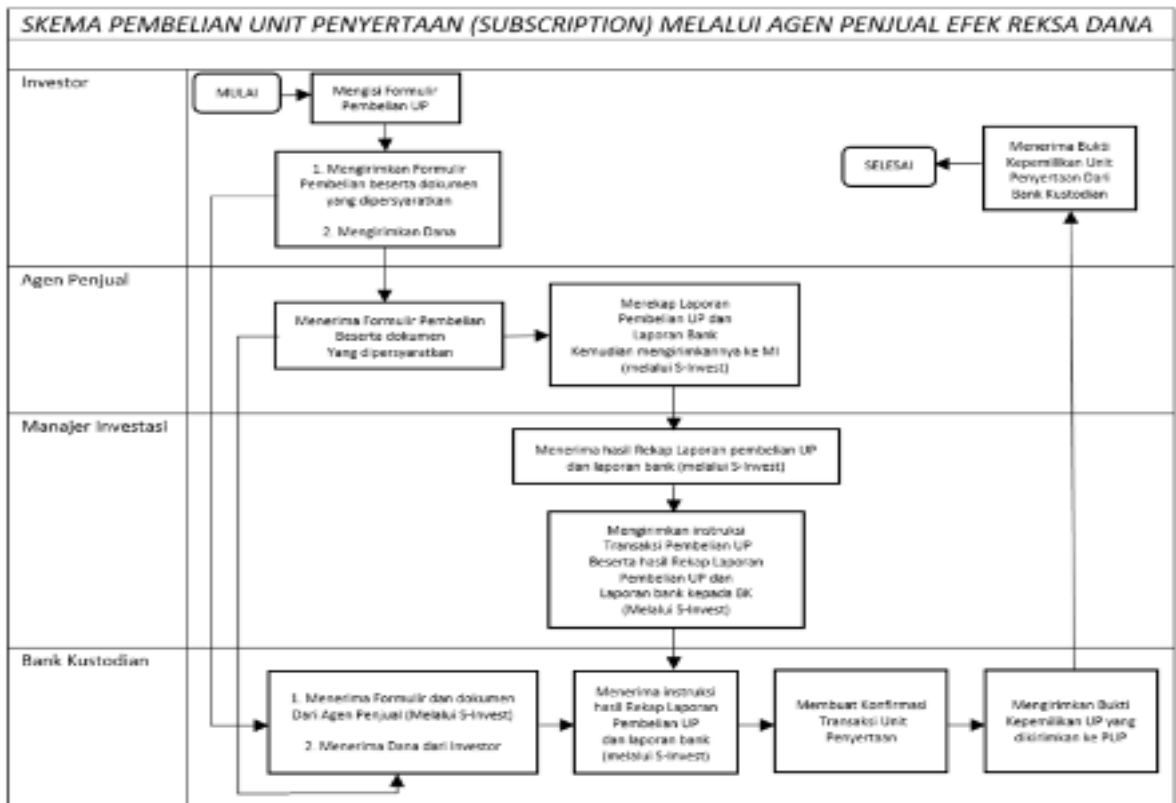 SKEMA PEMBELIAN UNIT PENYERTAAN (SUBSCRIPTION) MELALUI AGEN PENJUAL EFEK REKSA DANA
Investor
MULAI
Mengisi Formulir
Pembelian UP
1. Mengirimkan Formulir
Pembelian beserta dokumen
yang dipersyaratkan
2. Mengirimkan Dana
SELESAI
Menerima Bukti
Kepemilikan Unit
Penyertaan Dari
Bank Kustodian
Agen Penjual
Menerima Formulir Pembelian
Beserta dokumen
Yang dipersyaratkan
Merekap Laporan
Pembelian UP dan
Laporan Bank
Kemudian mengirimkannya ke MI
(melalui S-Invest)
Manajer Investasi
Menerima hasil Rekap Laporan pembelian UP
dan laporan bank (melalui S-Invest)
Mengirimkan instruksi
Transaksi Pembelian UP
Beserta hasil Rekap Laporan
Pembelian UP dan
Laporan bank kepada BK
(Melalui S-Invest)
Bank Kustodian
1. Menerima Formulir dan dokumen
Dari Agen Penjual (Melalui S-Invest)
2. Menerima Dana dari Investor
Menerima instruksi
hasil Rekap Laporan
Pembelian UP
dan laporan bank
(melalui S-Invest)
Membuat Konfirmasi
Transaksi Unit
Penyertaan
Mengirimkan Bukti
Kepemilikan UP yang
dikirimkan ke PUP